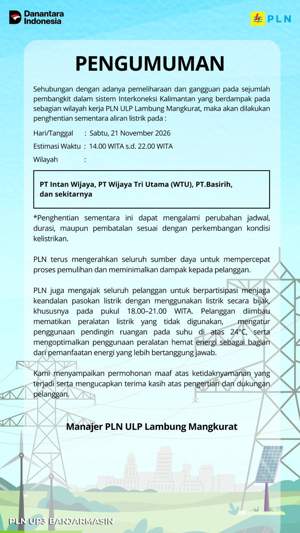 Danantara
Indonesia
PLN
PENGUMUMAN
Sehubungan dengan adanya pemeliharaan dan gangguan pada sejumlah
pembangkit dalam sistem Interkoneksi Kalimantan yang berdampak pada
sebagian wilayah kerja PLN ULP Lambung Mangkurat, maka akan dilakukan
penghentian sementara aliran listrik pada :
Hari/Tanggal : Sabtu, 21 November 2026
Estimasi Waktu : 14.00 WITA s.d. 22.00 WITA
Wilayah :
PT Intan Wijaya, PT Wijaya Tri Utama (WTU), PT.Basirih,
dan sekitarnya
*Penghentian sementara ini dapat mengalami perubahan jadwal,
durasi, maupun pembatalan sesuai dengan perkembangan kondisi
kelistrikan.
PLN terus mengerahkan seluruh sumber daya untuk mempercepat
proses pemulihan dan meminimalkan dampak kepada pelanggan.
PLN juga mengajak seluruh pelanggan untuk berpartisipasi menjaga
keandalan pasokan listrik dengan menggunakan listrik secara bijak,
khususnya pada pukul 18.00–21.00 WITA. Pelanggan diimbau
mematikan peralatan listrik yang tidak digunakan, mengatur
penggunaan pendingin ruangan pada suhu di atas 24°C, serta
mengoptimalkan penggunaan peralatan hemat energi sebagai bagian
dari pemanfaatan energi yang lebih bertanggung jawab.
Kami menyampaikan permohonan maaf atas ketidaknyamanan yang
terjadi serta mengucapkan terima kasih atas pengertian dan dukungan
pelanggan.
Manajer PLN ULP Lambung Mangkurat
PLN UP3 BANJARMASIN